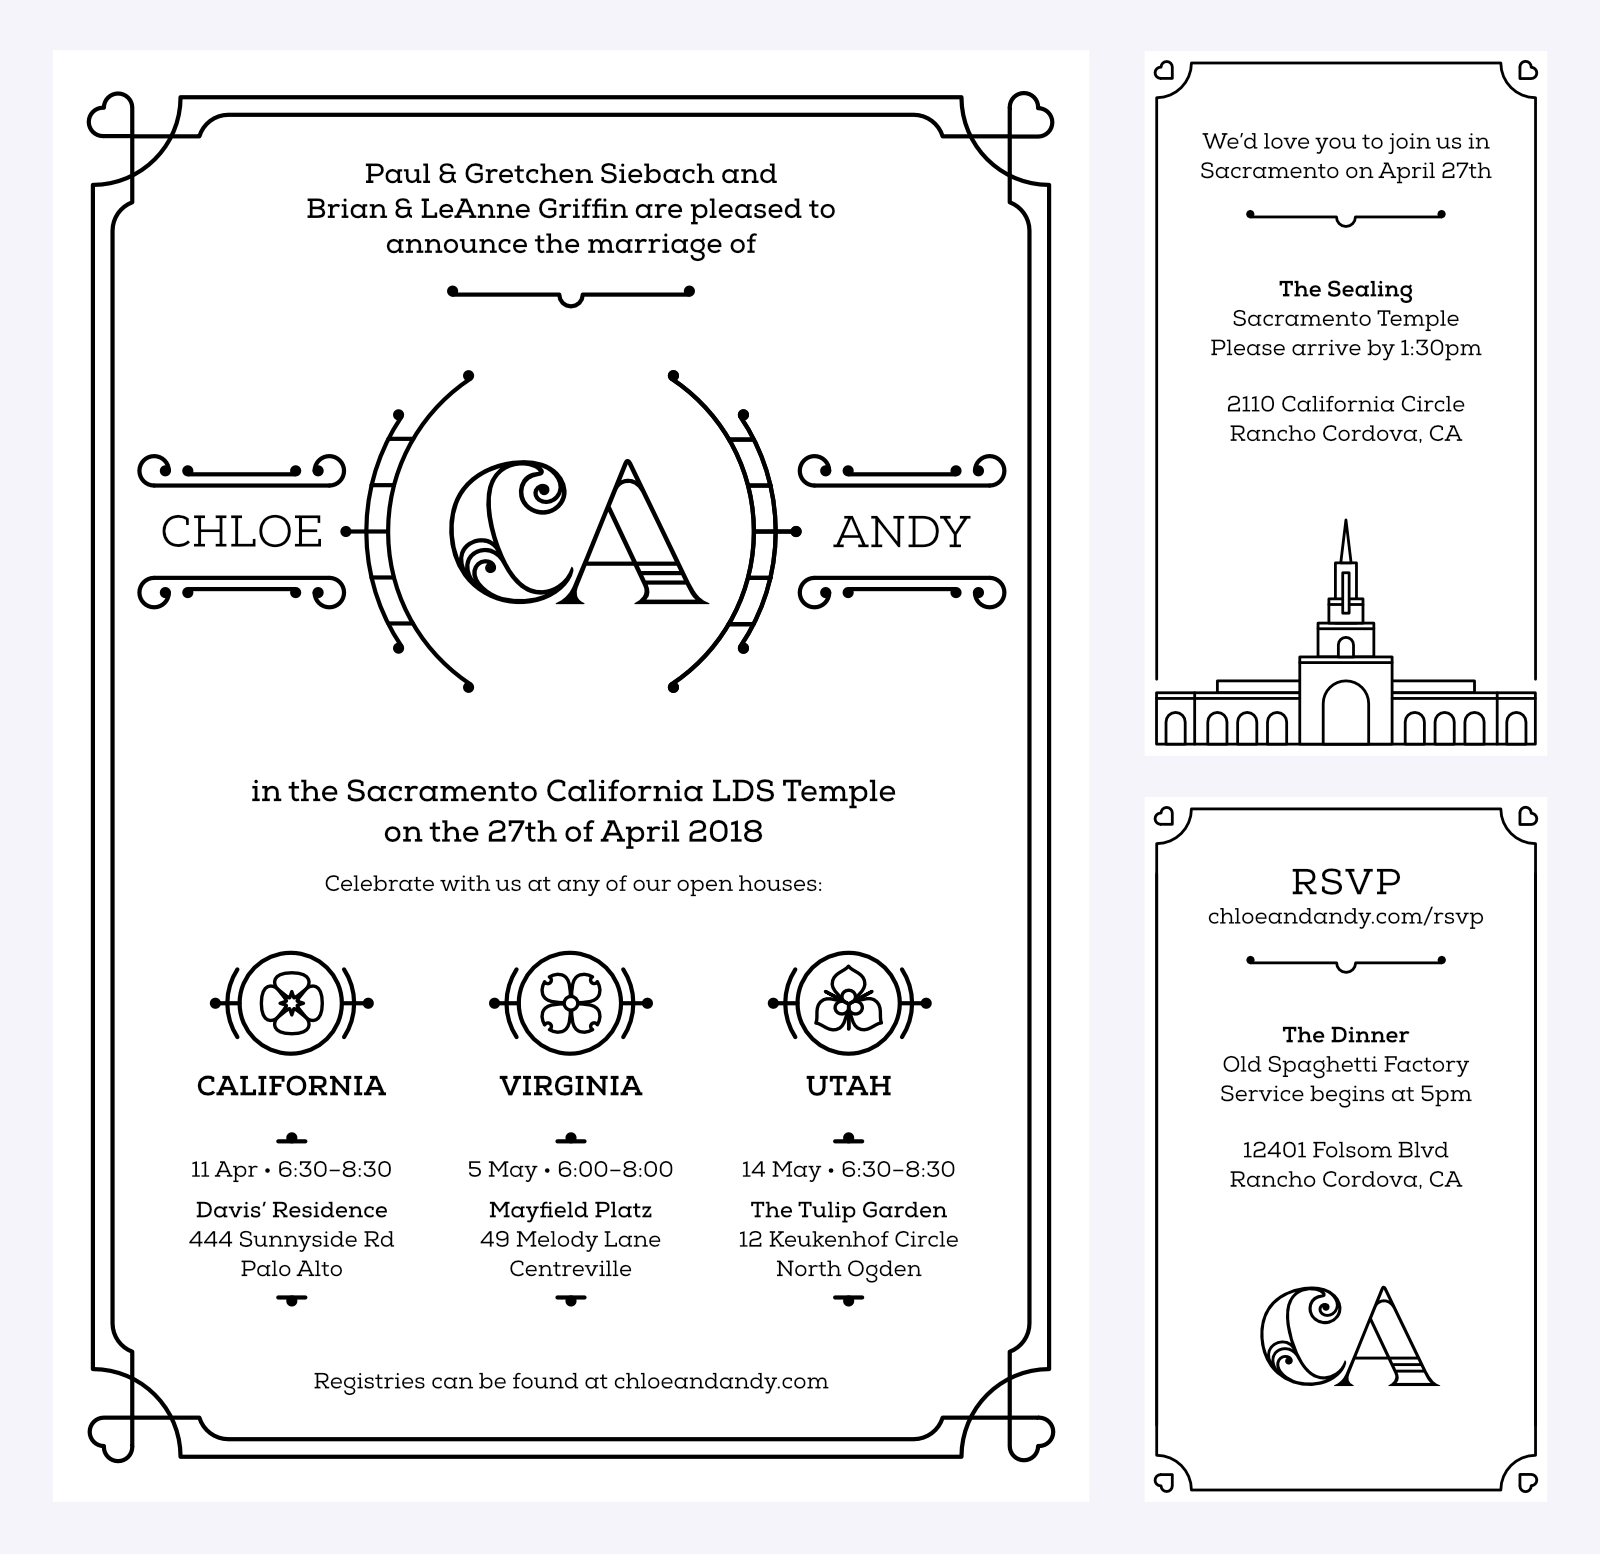 Paul & Gretchen Siebach and
Brian & LeAnne Griffin are pleased to
announce the marriage of
CHLOE
CA
ANDY
in the Sacramento California LDS Temple
on the 27th of April 2018
Celebrate with us at any of our open houses:
CALIFORNIA
11 Apr • 6:30–8:30
Davis’ Residence
444 Sunnyside Rd
Palo Alto
VIRGINIA
5 May • 6:00–8:00
Mayfield Platz
49 Melody Lane
Centreville
UTAH
14 May • 6:30–8:30
The Tulip Garden
12 Keukenhof Circle
North Ogden
Registries can be found at chloeandandy.com
We’d love you to join us in
Sacramento on April 27th
The Sealing
Sacramento Temple
Please arrive by 1:30pm
2110 California Circle
Rancho Cordova, CA
RSVP
chloeandandy.com/rsvp
The Dinner
Old Spaghetti Factory
Service begins at 5pm
12401 Folsom Blvd
Rancho Cordova, CA
CA